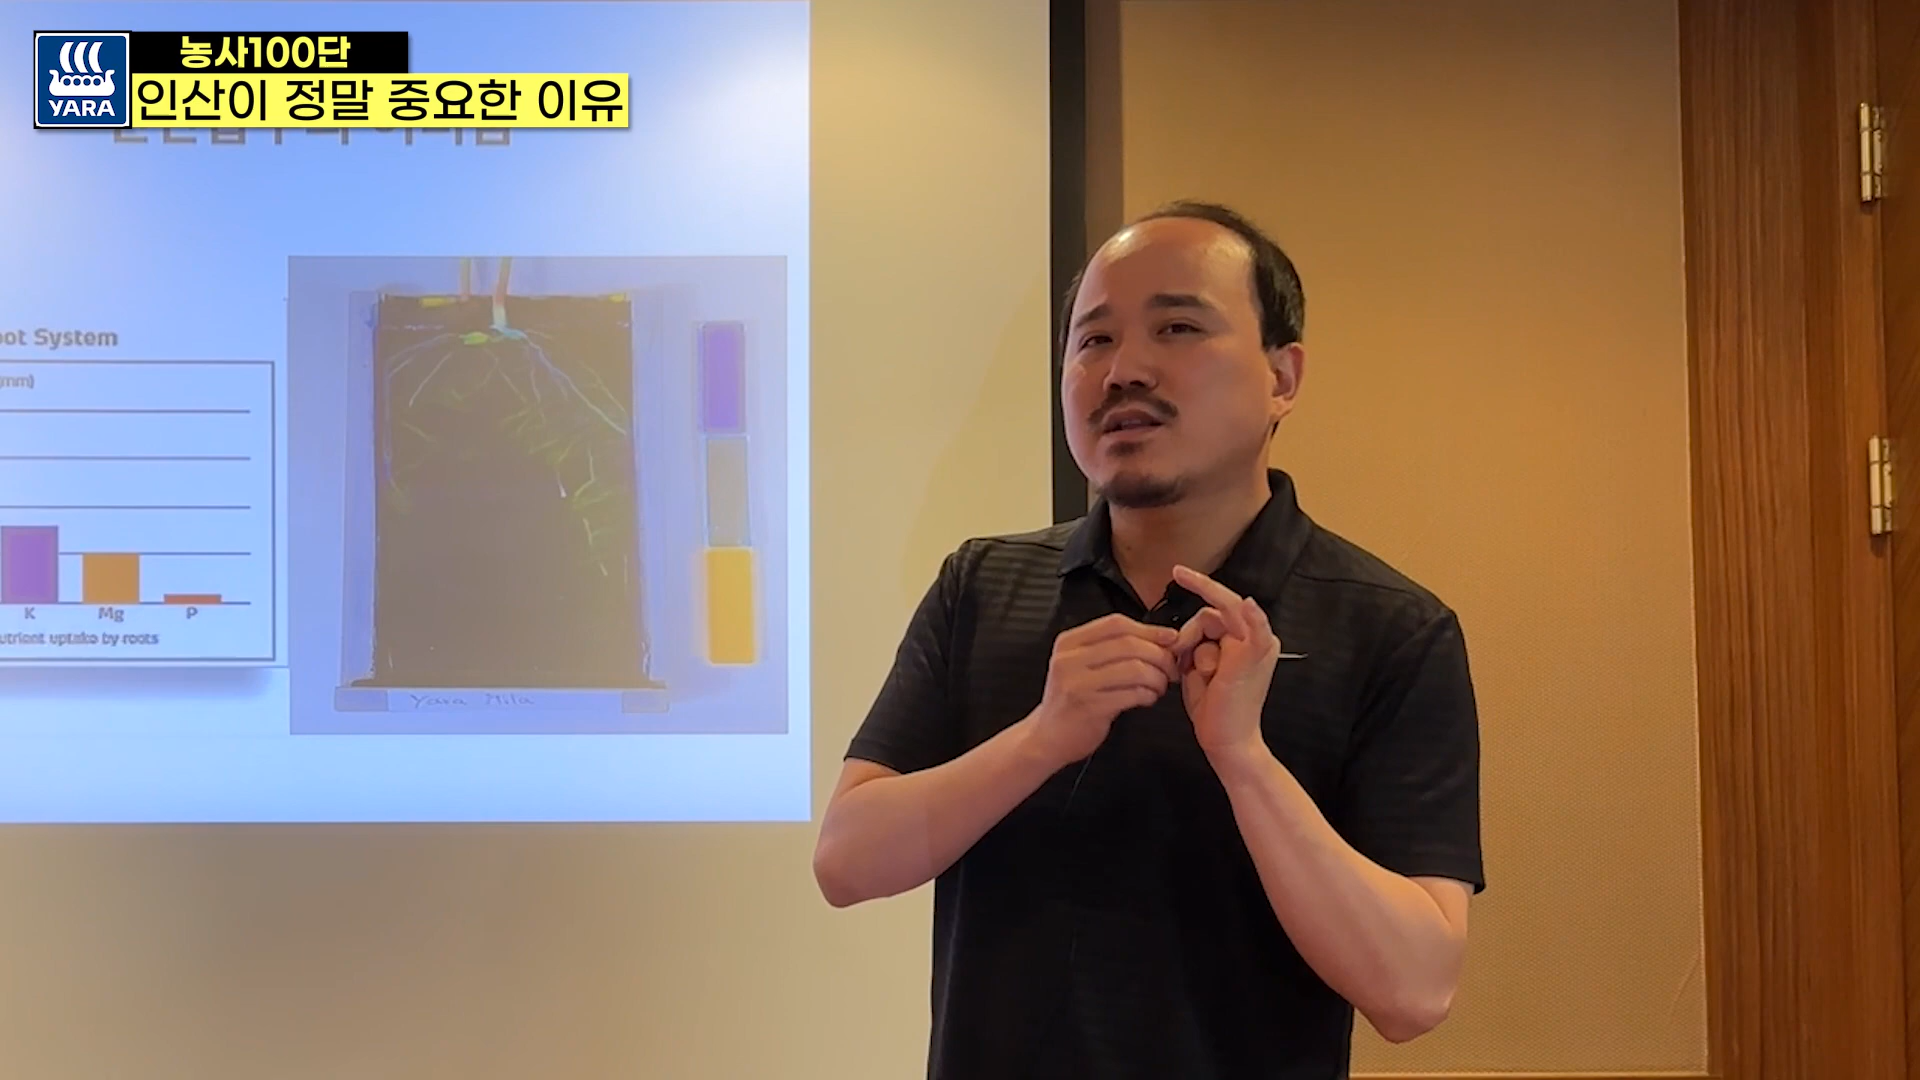 농사100단
YARA
인산이 정말 중요한 이유
oot System
(mm)
K
Mg
P
utrient uptake by roots
Yara Mila